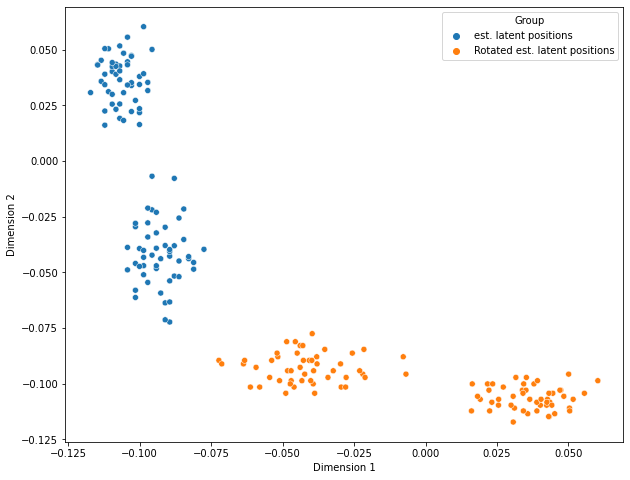 Group
est. latent positions
Rotated est. latent positions
0.050
0.025
0.000
−0.025
−0.050
−0.075
−0.100
−0.125
Dimension 2
−0.125 −0.100 −0.075 −0.050 −0.025 0.000 0.025 0.050
Dimension 1